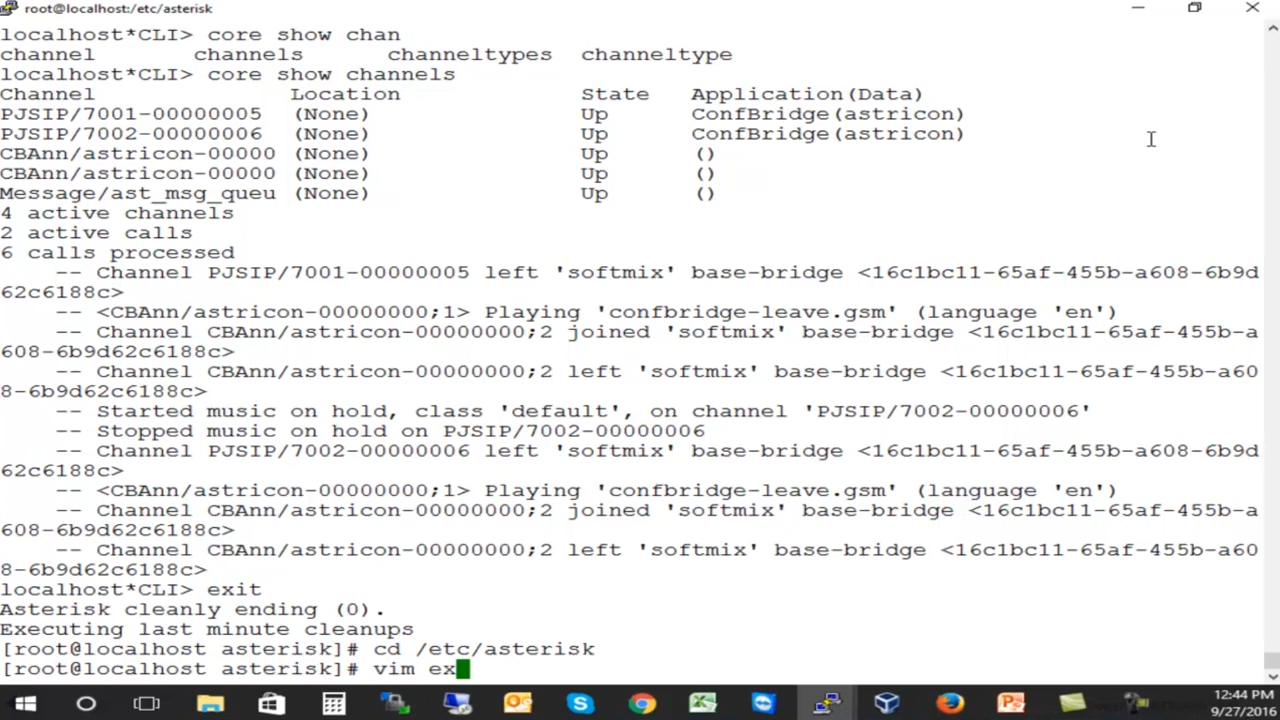 root@localhost:/etc/asterisk
localhost*CLI> core show chan
channel channels channeltypes channeltype
localhost*CLI> core show channels
Channel Location State Application(Data)
PJSIP/7001-00000005 (None) Up ConfBridge(astricon)
PJSIP/7002-00000006 (None) Up ConfBridge(astricon)
CBAnn/astricon-00000 (None) Up ()
CBAnn/astricon-00000 (None) Up ()
Message/ast_msg_queu (None) Up ()
4 active channels
2 active calls
6 calls processed
-- Channel PJSIP/7001-00000005 left 'softmix' base-bridge <16c1bc11-65af-455b-a608-6b9d
62c6188c>
-- <CBAnn/astricon-00000000;1> Playing 'confbridge-leave.gsm' (language 'en')
-- Channel CBAnn/astricon-00000000;2 joined 'softmix' base-bridge <16c1bc11-65af-455b-a
608-6b9d62c6188c>
-- Channel CBAnn/astricon-00000000;2 left 'softmix' base-bridge <16c1bc11-65af-455b-a60
8-6b9d62c6188c>
-- Started music on hold, class 'default', on channel 'PJSIP/7002-00000006'
-- Stopped music on hold on PJSIP/7002-00000006
-- Channel PJSIP/7002-00000006 left 'softmix' base-bridge <16c1bc11-65af-455b-a608-6b9d
62c6188c>
-- <CBAnn/astricon-00000000;1> Playing 'confbridge-leave.gsm' (language 'en')
-- Channel CBAnn/astricon-00000000;2 joined 'softmix' base-bridge <16c1bc11-65af-455b-a
608-6b9d62c6188c>
-- Channel CBAnn/astricon-00000000;2 left 'softmix' base-bridge <16c1bc11-65af-455b-a60
8-6b9d62c6188c>
localhost*CLI> exit
Asterisk cleanly ending (0).
Executing last minute cleanups
[root@localhost asterisk]# cd /etc/asterisk
[root@localhost asterisk]# vim ex
12:44 PM
9/27/2016